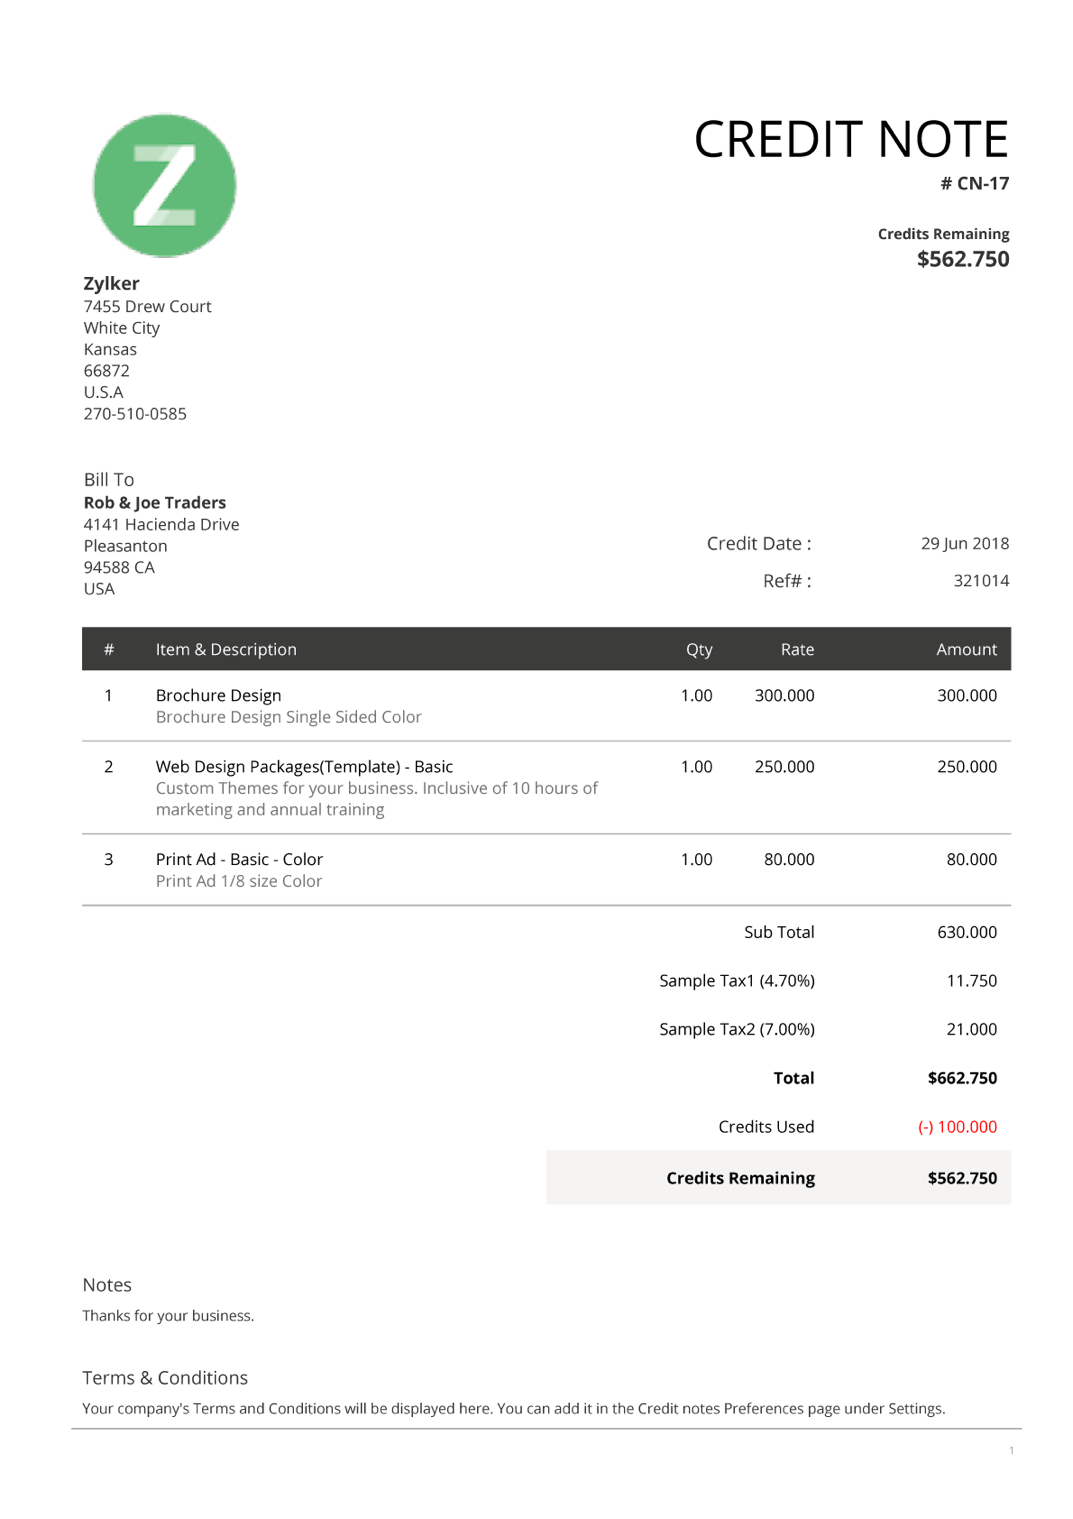 Z
CREDIT NOTE
# CN-17
Credits Remaining
$562.750
Zylker
7455 Drew Court
White City
Kansas
66872
U.S.A
270-510-0585
Bill To
Rob & Joe Traders
4141 Hacienda Drive
Pleasanton
94588 CA
USA
Credit Date : 29 Jun 2018
Ref# : 321014
# Item & Description Qty Rate Amount
1 Brochure Design 1.00 300.000 300.000
Brochure Design Single Sided Color
2 Web Design Packages(Template) - Basic 1.00 250.000 250.000
Custom Themes for your business. Inclusive of 10 hours of
marketing and annual training
3 Print Ad - Basic - Color 1.00 80.000 80.000
Print Ad 1/8 size Color
Sub Total 630.000
Sample Tax1 (4.70%) 11.750
Sample Tax2 (7.00%) 21.000
Total $662.750
Credits Used (-) 100.000
Credits Remaining $562.750
Notes
Thanks for your business.
Terms & Conditions
Your company's Terms and Conditions will be displayed here. You can add it in the Credit notes Preferences page under Settings.
1